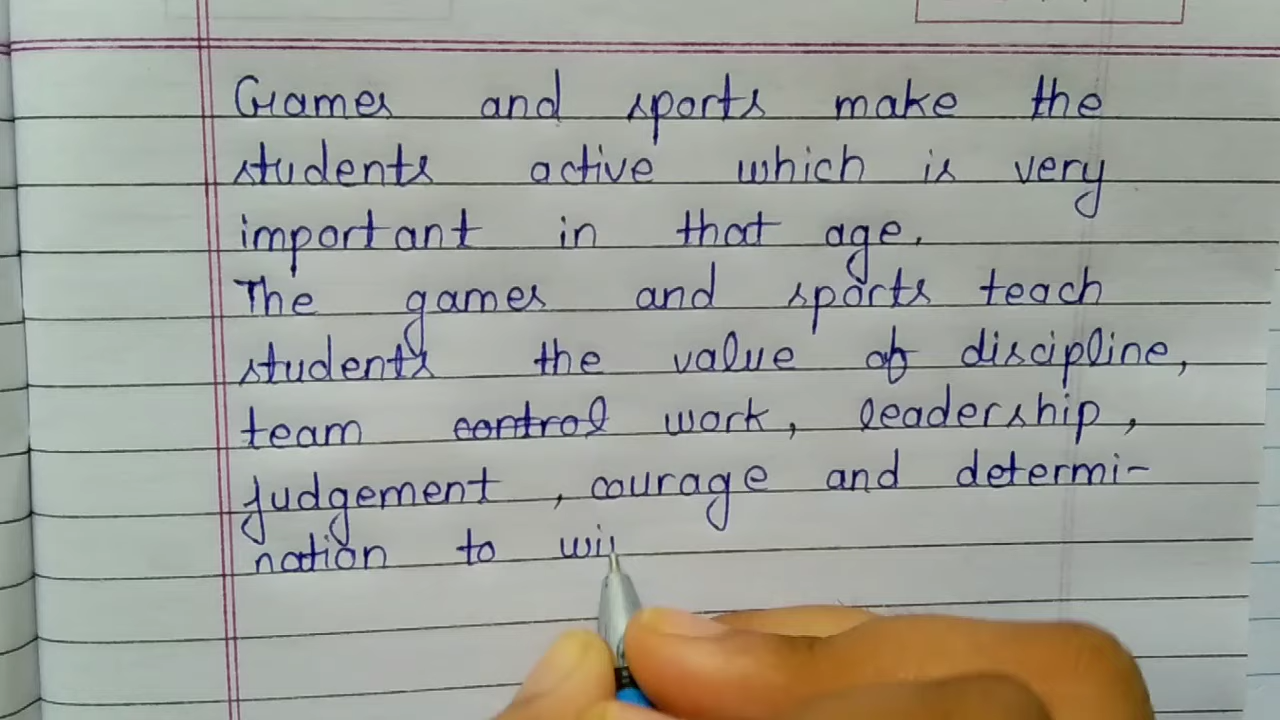 Games and sports make the
students active which is very
important in that age.
The games and sports teach
students the value of discipline,
team control work, leadership,
judgement, courage and determi-
nation to wi